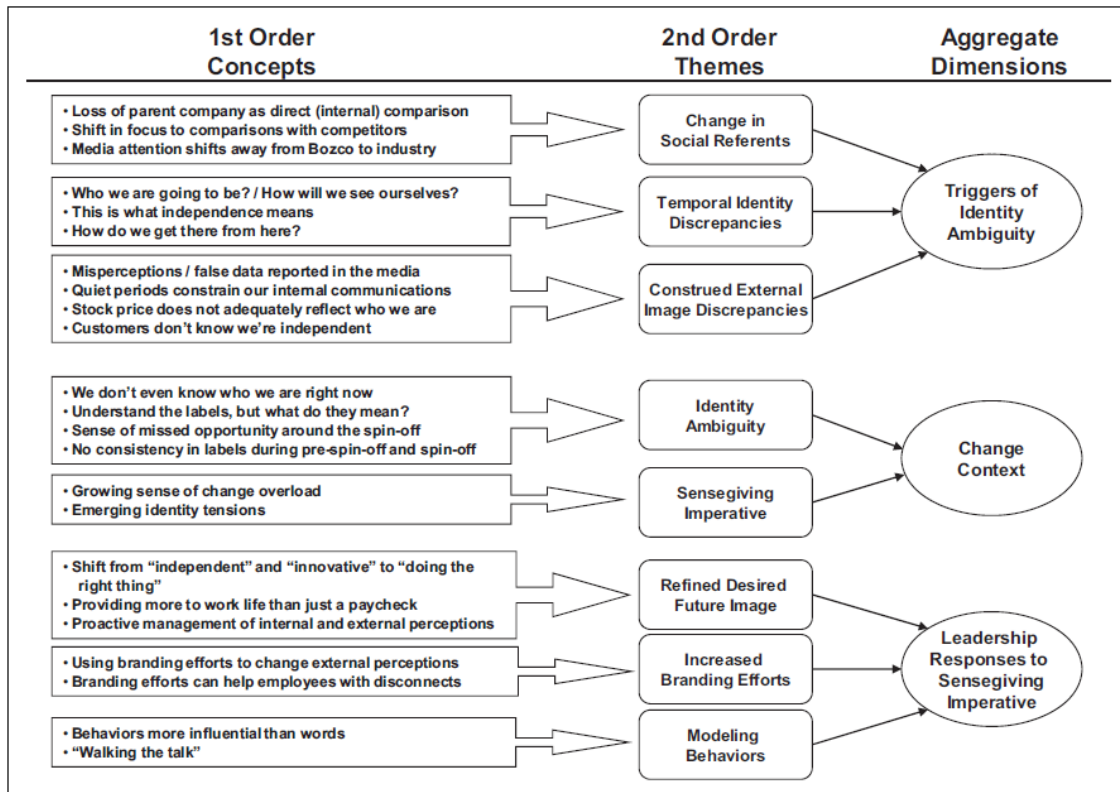 1st Order
Concepts
2nd Order
Themes
Aggregate
Dimensions
• Loss of parent company as direct (internal) comparison
• Shift in focus to comparisons with competitors
• Media attention shifts away from Bozco to industry
Change in
Social Referents
• Who we are going to be? / How will we see ourselves?
• This is what independence means
• How do we get there from here?
Temporal Identity
Discrepancies
Triggers of
Identity
Ambiguity
• Misperceptions / false data reported in the media
• Quiet periods constrain our internal communications
• Stock price does not adequately reflect who we are
• Customers don’t know we’re independent
Construed External
Image Discrepancies
• We don’t even know who we are right now
• Understand the labels, but what do they mean?
• Sense of missed opportunity around the spin-off
• No consistency in labels during pre-spin-off and spin-off
Identity
Ambiguity
Change
Context
• Growing sense of change overload
• Emerging identity tensions
Sensegiving
Imperative
• Shift from “independent” and “innovative” to “doing the
right thing”
• Providing more to work life than just a paycheck
• Proactive management of internal and external perceptions
Refined Desired
Future Image
• Using branding efforts to change external perceptions
• Branding efforts can help employees with disconnects
Increased
Branding Efforts
Leadership
Responses to
Sensegiving
Imperative
• Behaviors more influential than words
• “Walking the talk”
Modeling
Behaviors